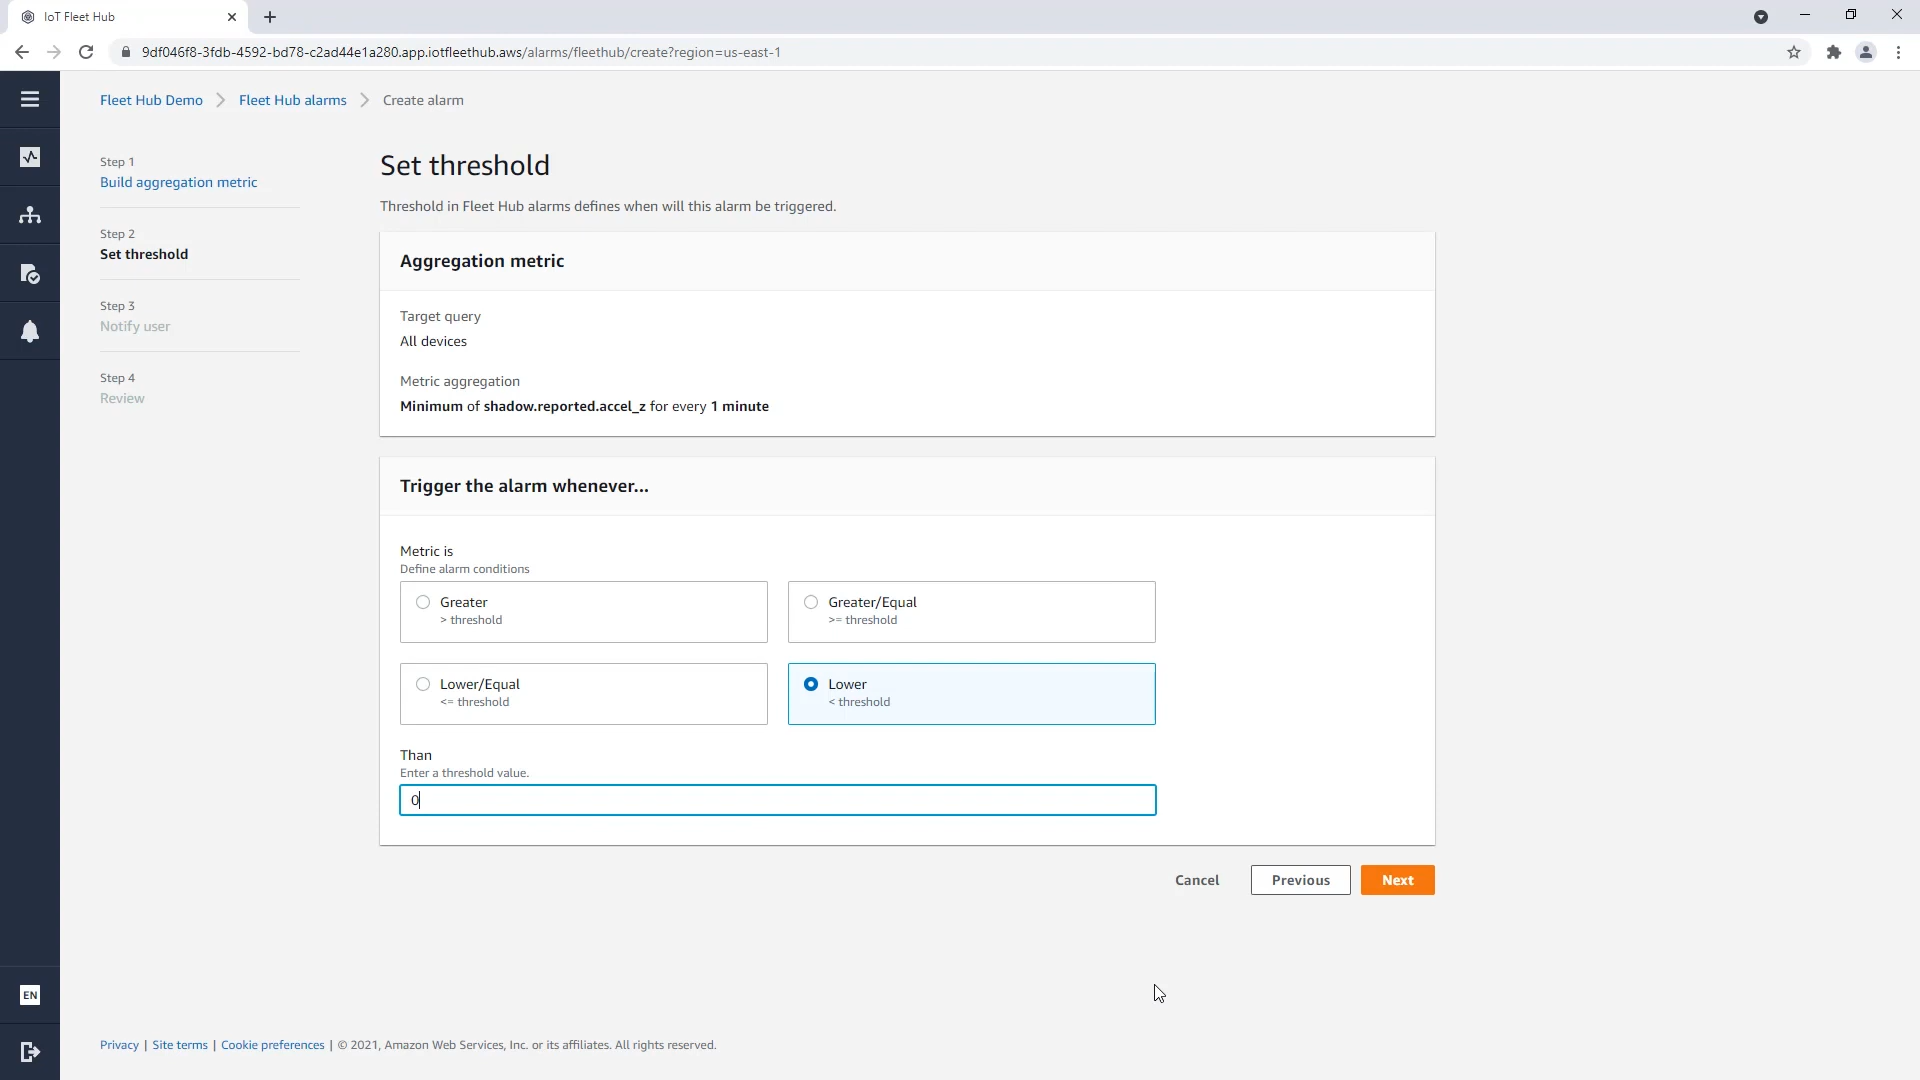 IoT Fleet Hub
9df046f8-3fdb-4592-bd78-c2ad44e1a280.app.iotfleethub.aws/alarms/fleethub/create?region=us-east-1
Fleet Hub Demo
Fleet Hub alarms
Create alarm
Step 1
Build aggregation metric
Step 2
Set threshold
Step 3
Notify user
Step 4
Review
Set threshold
Threshold in Fleet Hub alarms defines when will this alarm be triggered.
Aggregation metric
Target query
All devices
Metric aggregation
Minimum of shadow.reported.accel_z for every 1 minute
Trigger the alarm whenever...
Metric is
Define alarm conditions
Greater
> threshold
Greater/Equal
>= threshold
Lower/Equal
<= threshold
Lower
< threshold
Than
Enter a threshold value.
0
Cancel
Previous
Next
EN
Privacy | Site terms | Cookie preferences | © 2021, Amazon Web Services, Inc. or its affiliates. All rights reserved.